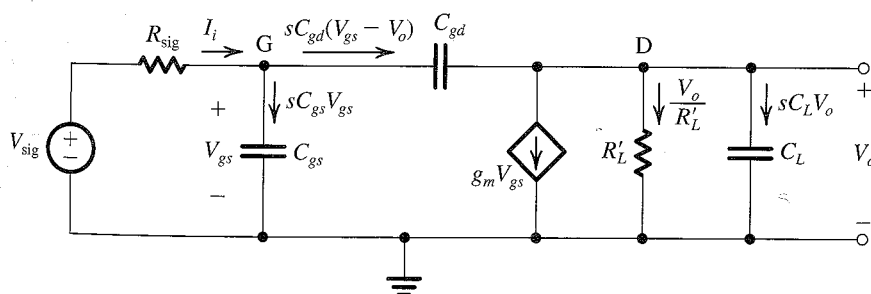 R_sig I_i G sC_gd(V_gs − V_o) C_gd D
sC_gs V_gs V_o/R'_L sC_L V_o
V_sig + − + V_gs − C_gs g_m V_gs R'_L C_L + V_o −